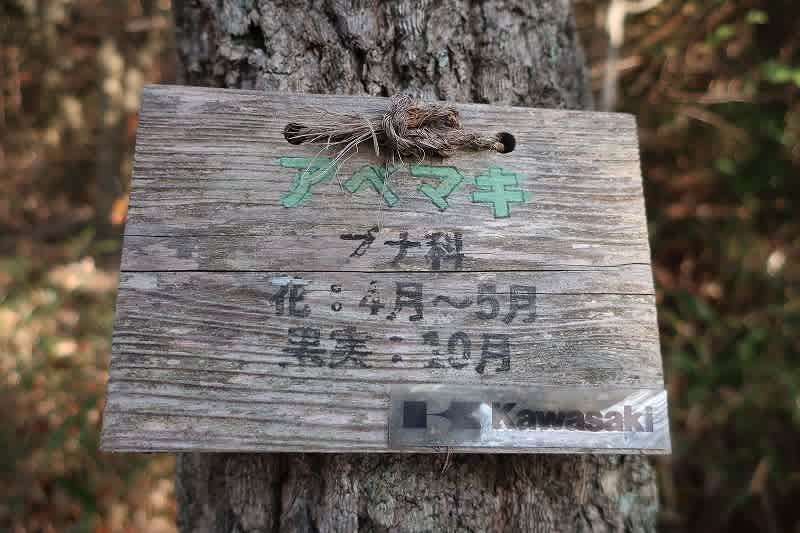 アベマキ
ブナ科
花：4月～5月
果実：10月
Kawasaki